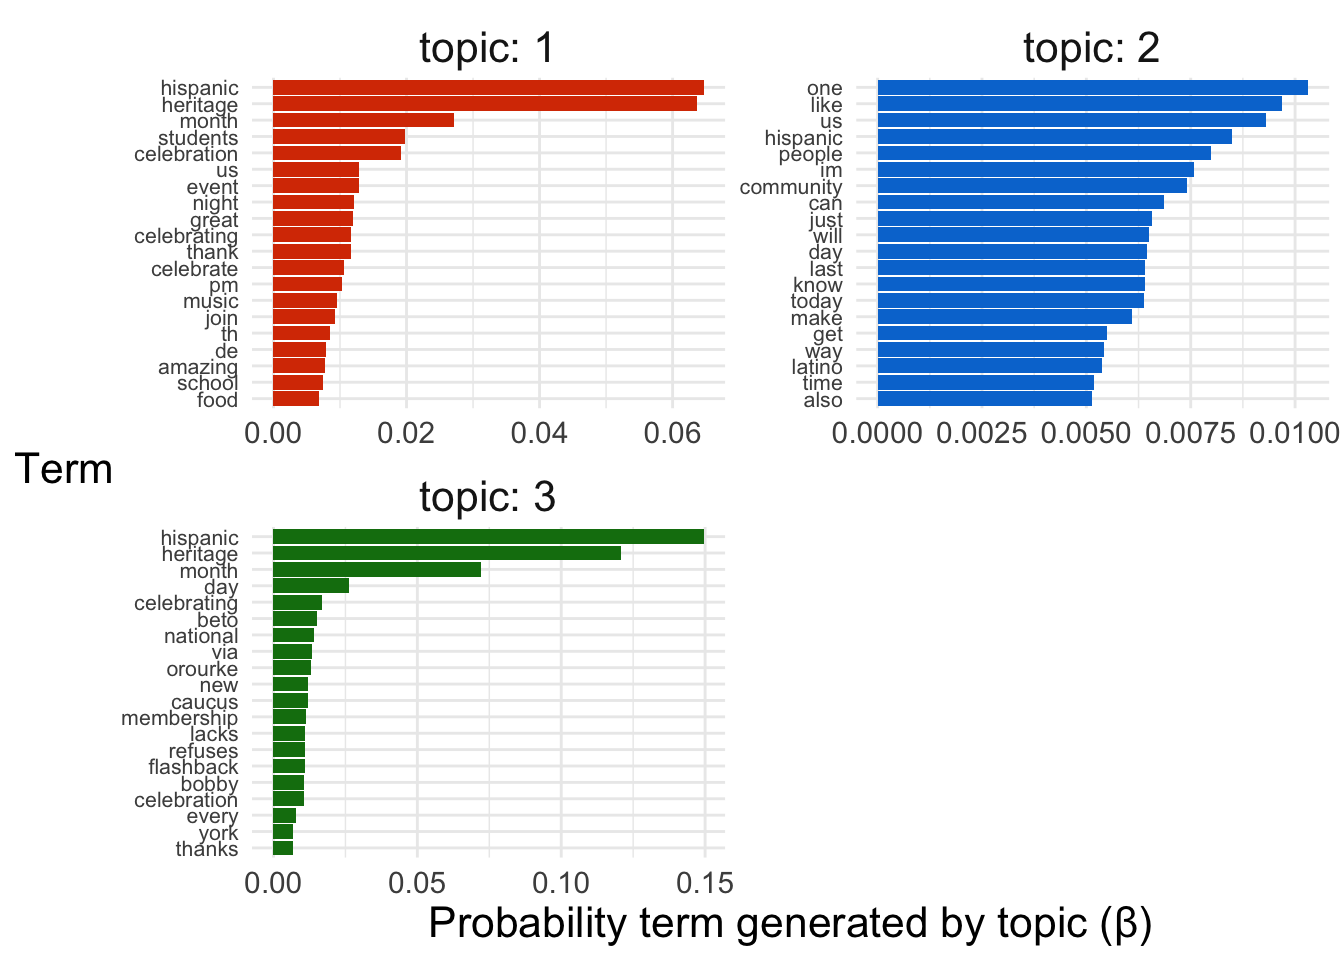 topic: 1
hispanic
heritage
month
students
celebration
us
event
night
great
celebrating
thank
celebrate
pm
music
join
th
de
amazing
school
food
0.00 0.02 0.04 0.06
topic: 2
one
like
us
hispanic
people
im
community
can
just
will
day
last
know
today
make
get
way
latino
time
also
0.0000 0.0025 0.0050 0.0075 0.0100
Term
topic: 3
hispanic
heritage
month
day
celebrating
beto
national
via
orourke
new
caucus
membership
lacks
refuses
flashback
bobby
celebration
every
york
thanks
0.00 0.05 0.10 0.15
Probability term generated by topic (β)